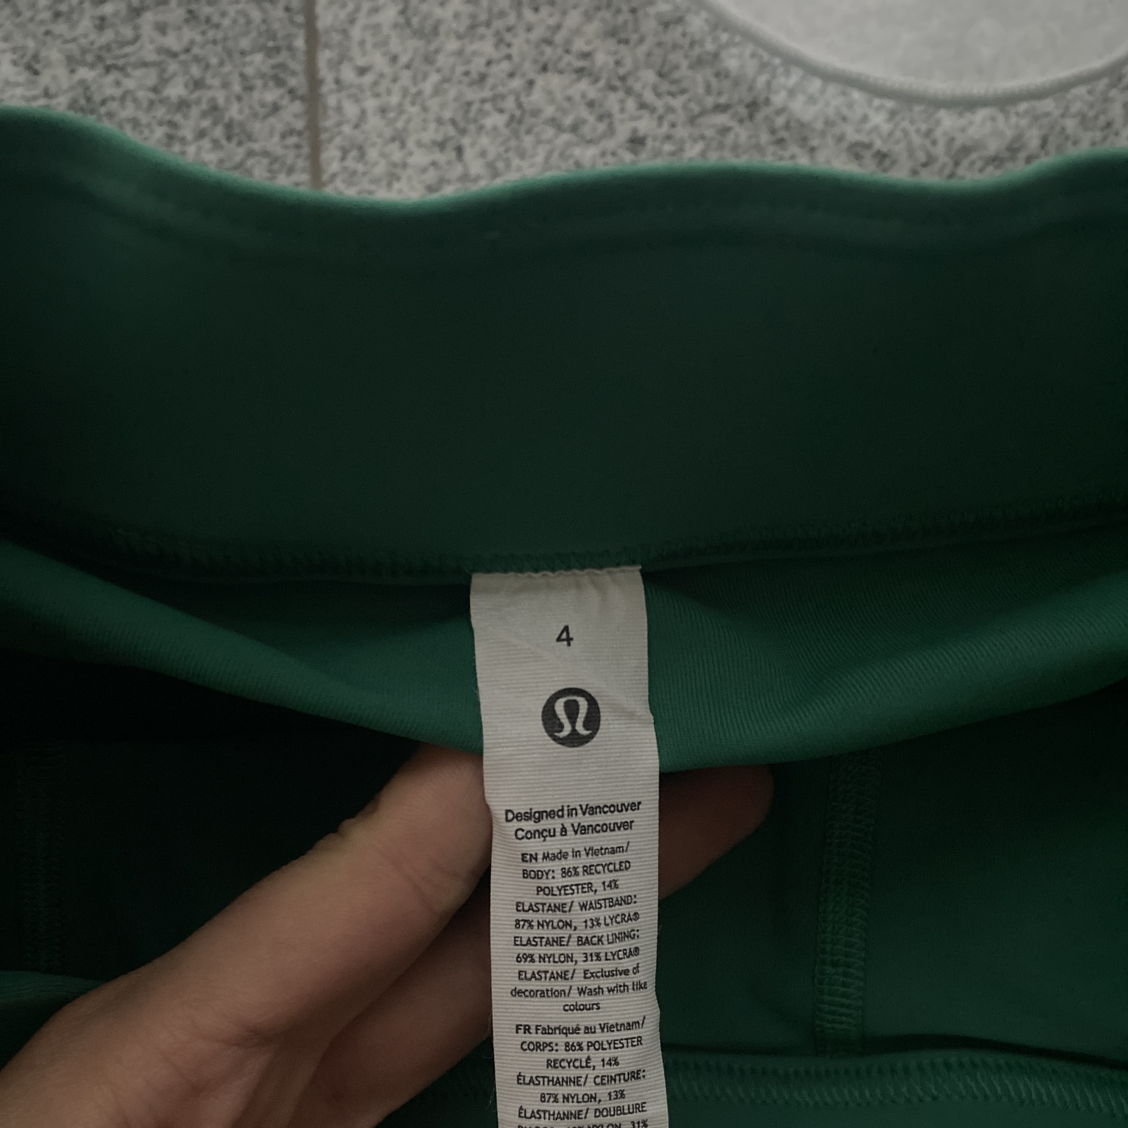 4
Designed in Vancouver
Conçu à Vancouver
EN Made in Vietnam/
BODY: 86% RECYCLED
POLYESTER, 14%
ELASTANE/ WAISTBAND:
87% NYLON, 13% LYCRA®
ELASTANE/ BACK LINING:
69% NYLON, 31% LYCRA®
ELASTANE/ Exclusive of
decoration/ Wash with like
colours
FR Fabriqué au Vietnam/
CORPS: 86% POLYESTER
RECYCLÉ, 14%
ÉLASTHANNE/ CEINTURE:
87% NYLON, 13%
ÉLASTHANNE/ DOUBLURE
31%